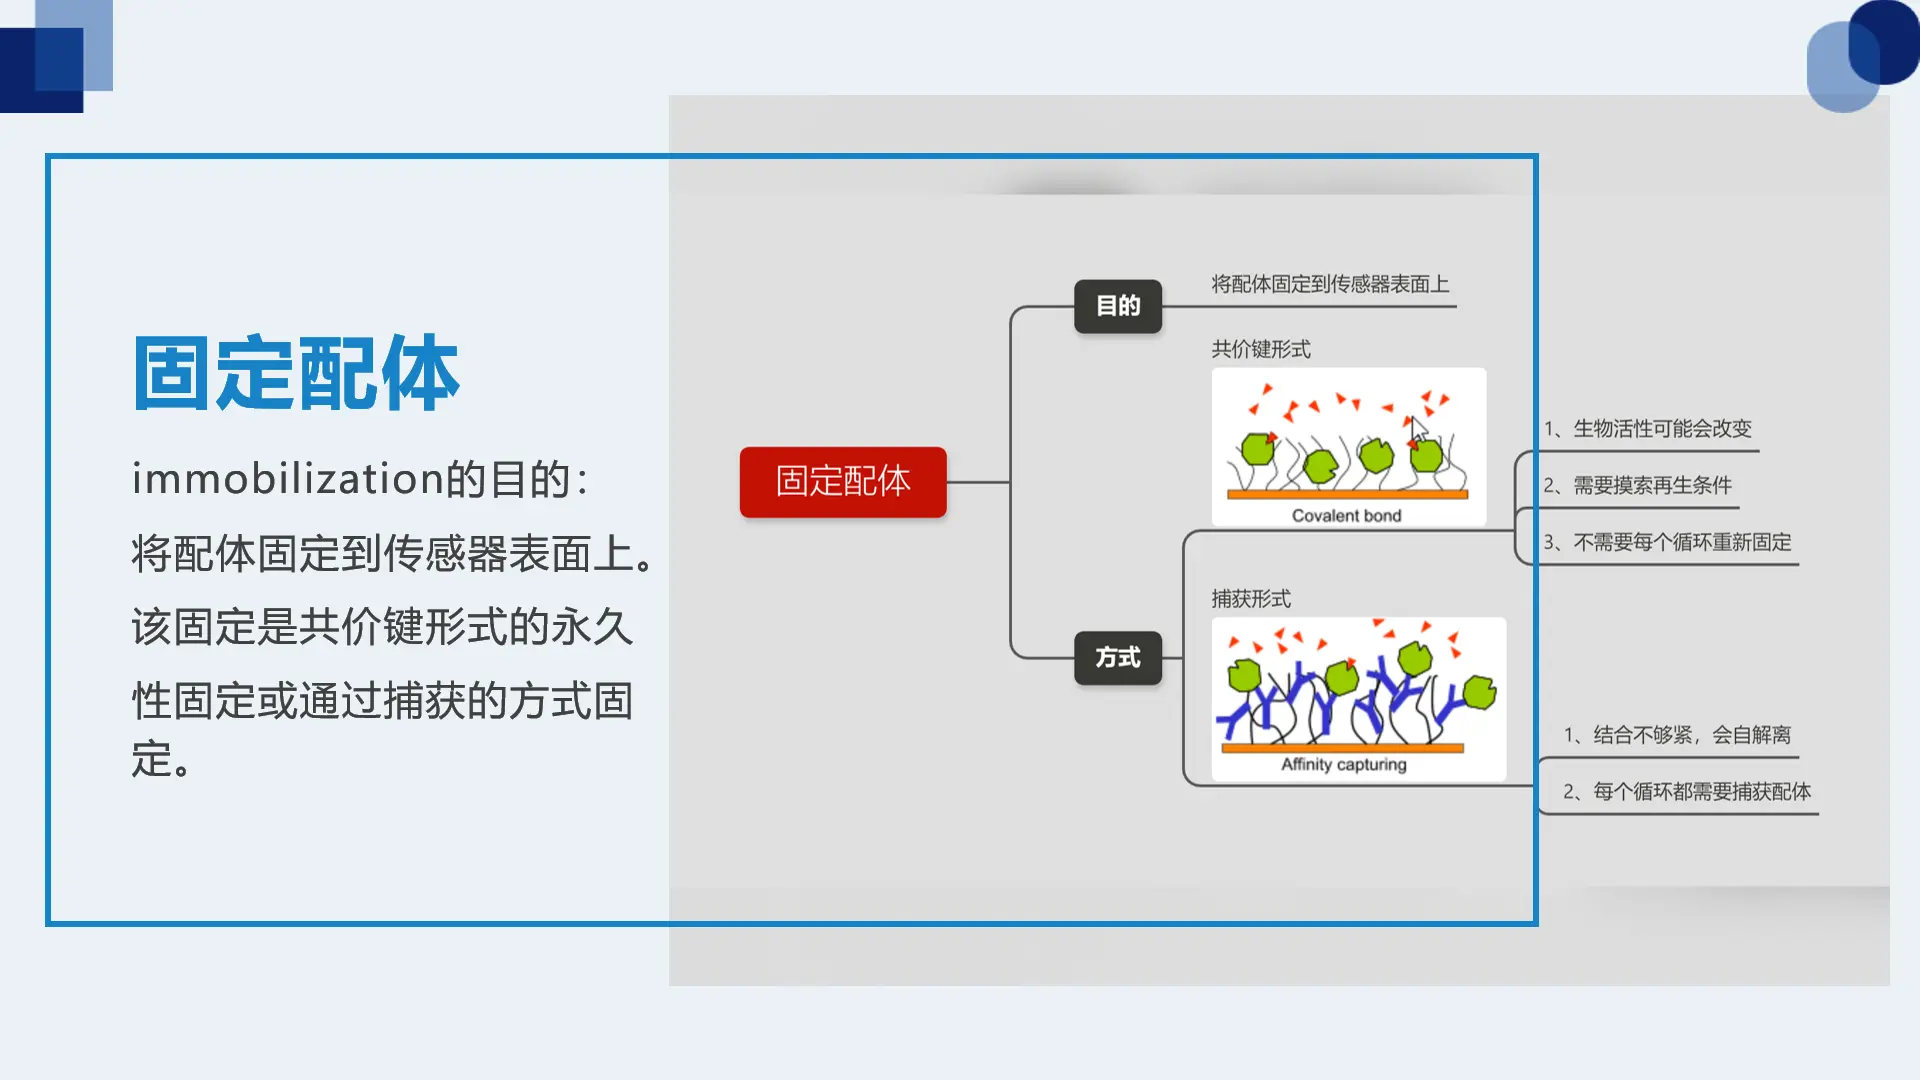 固定配体
immobilization的目的：
将配体固定到传感器表面上。
该固定是共价键形式的永久
性固定或通过捕获的方式固
定。
固定配体
目的
将配体固定到传感器表面上
方式
共价键形式
Covalent bond
1、生物活性可能会改变
2、需要摸索再生条件
3、不需要每个循环重新固定
捕获形式
Affinity capturing
1、结合不够紧，会自解离
2、每个循环都需要捕获配体